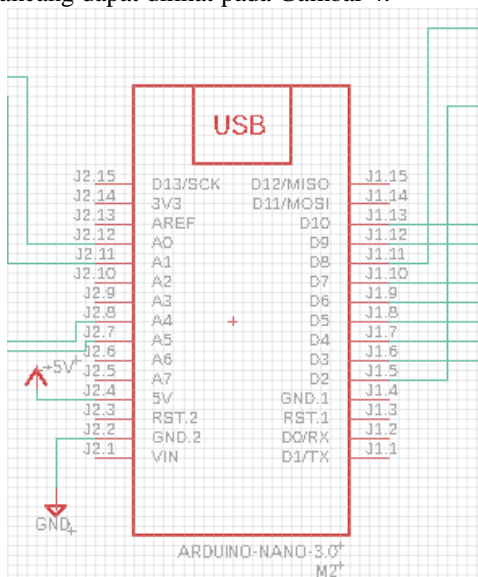 dapat dilihat pada Gambar 4.
USB
J2.15 D13/SCK D12/MISO J1.15
J2.14 3V3 D11/MOSI J1.14
J2.13 AREF D10 J1.13
J2.12 A0 D9 J1.12
J2.11 A1 D8 J1.11
J2.10 A2 D7 J1.10
J2.9 A3 D6 J1.9
J2.8 A4 D5 J1.8
J2.7 A5 D4 J1.7
J2.6 A6 D3 J1.6
+5V J2.5 A7 D2 J1.5
J2.4 5V GND.1 J1.4
J2.3 RST.2 RST.1 J1.3
J2.2 GND.2 D0/RX J1.2
J2.1 VIN D1/TX J1.1
GND
ARDUINO-NANO-3.0
M2